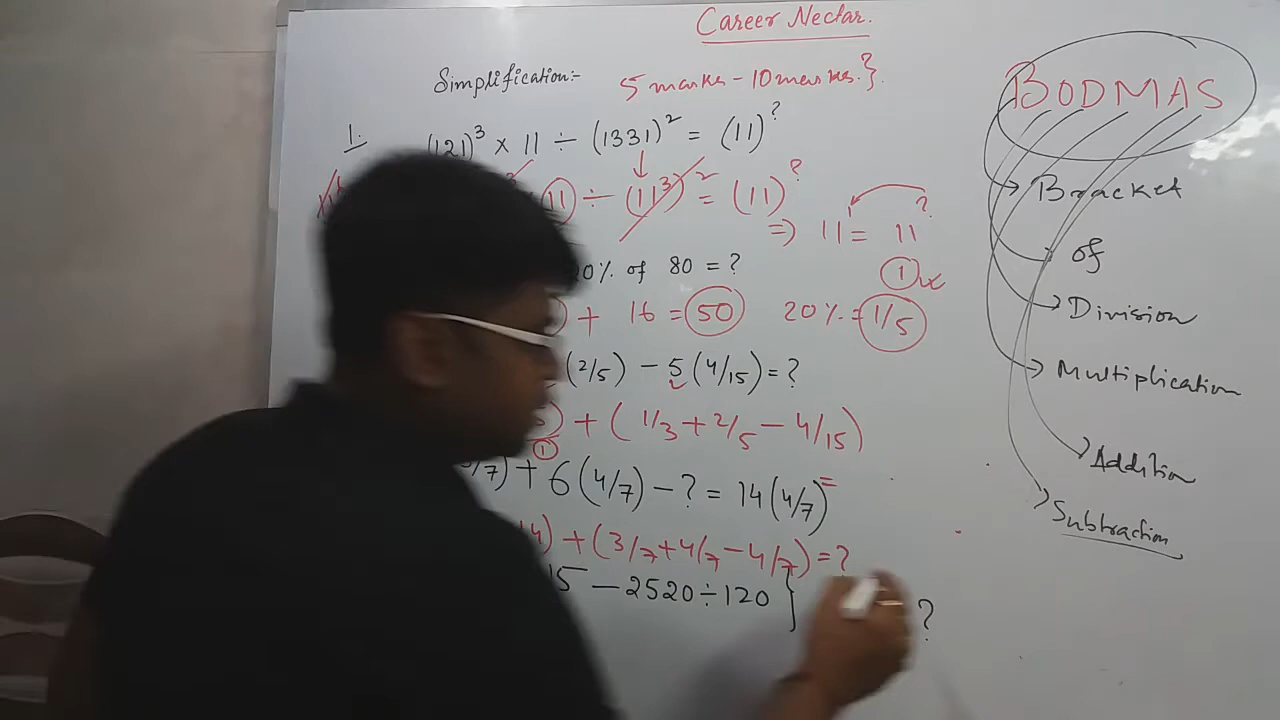 Career Nectar.
Simplification:- 5 marks - 10 marks.}
1. (121)³ × 11 ÷ (1331)² = (11)^?
(11) ÷ (11³)² = (11)^?
=) 11 = 11^?
0% of 80 = ?
(1)
+ 16 = (50) 20% = (1/5)
(2/5) - 5 (4/15) = ?
+ ( 1/3 + 2/5 - 4/15 )
(1)
/7) + 6 (4/7) - ? = 14 (4/7) =
4) + (3/7 + 4/7 - 4/7) = ?
15 - 2520 ÷ 120 } ?
BODMAS
Bracket
of
Division
Multiplication
Addition
Subtraction